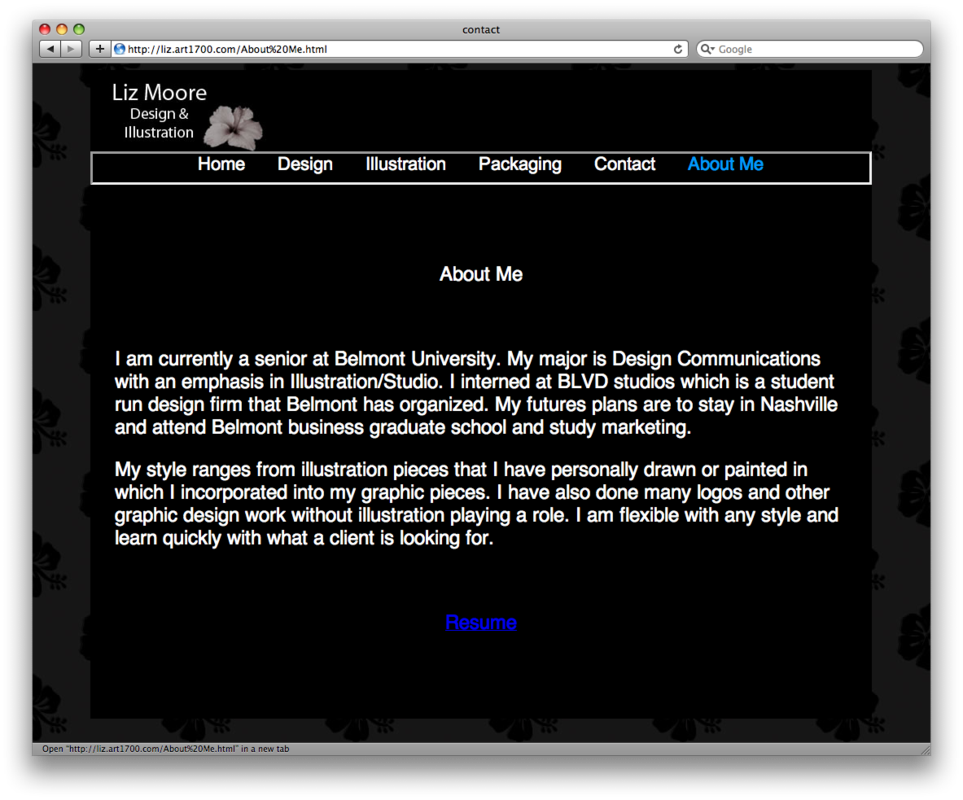 contact
http://liz.art1700.com/About%20Me.html
Google
Liz Moore
Design &
Illustration
Home Design Illustration Packaging Contact About Me
About Me
I am currently a senior at Belmont University. My major is Design Communications
with an emphasis in Illustration/Studio. I interned at BLVD studios which is a student
run design firm that Belmont has organized. My futures plans are to stay in Nashville
and attend Belmont business graduate school and study marketing.
My style ranges from illustration pieces that I have personally drawn or painted in
which I incorporated into my graphic pieces. I have also done many logos and other
graphic design work without illustration playing a role. I am flexible with any style and
learn quickly with what a client is looking for.
Resume
Open "http://liz.art1700.com/About%20Me.html" in a new tab